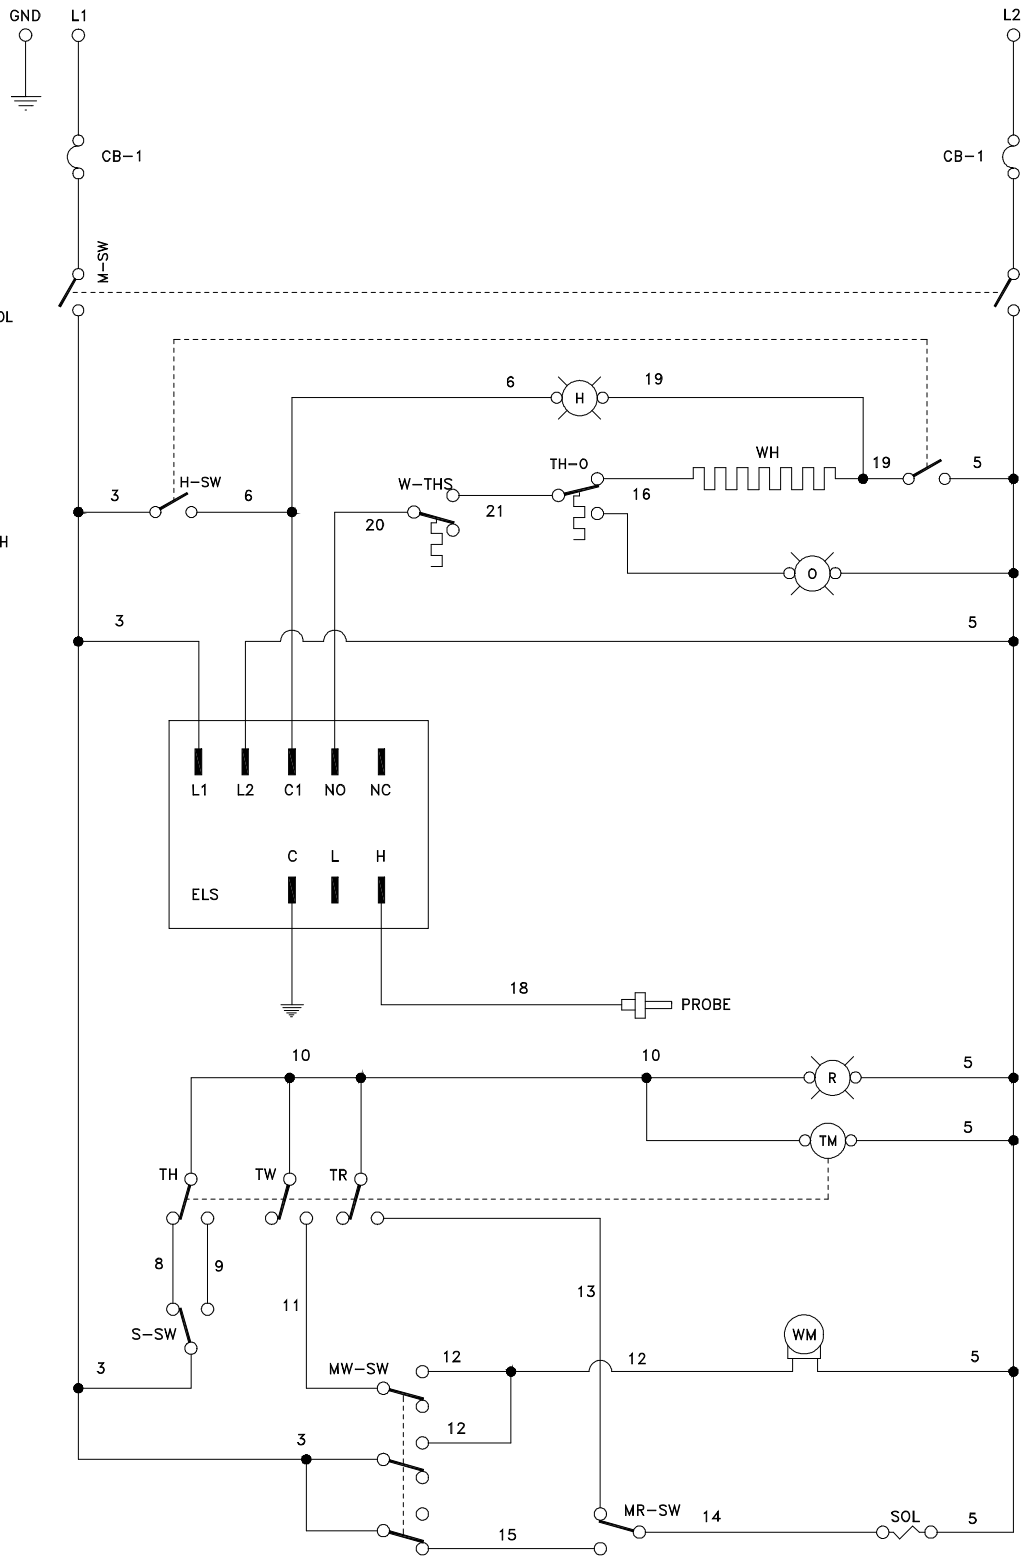 GND L1 L2
CB-1 CB-1
M-SW
OL
6 19
H-SW W-THS TH-O WH
3 6 20 21 16 19 5
H
H
O
3 5
L1 L2 C1 NO NC
C L H
ELS
18 PROBE
10 10 R 5
TM 5
TH TW TR
8 9 11 13
S-SW
WM
3 MW-SW 12 12 5
12
3
MR-SW 14 SOL 5
15